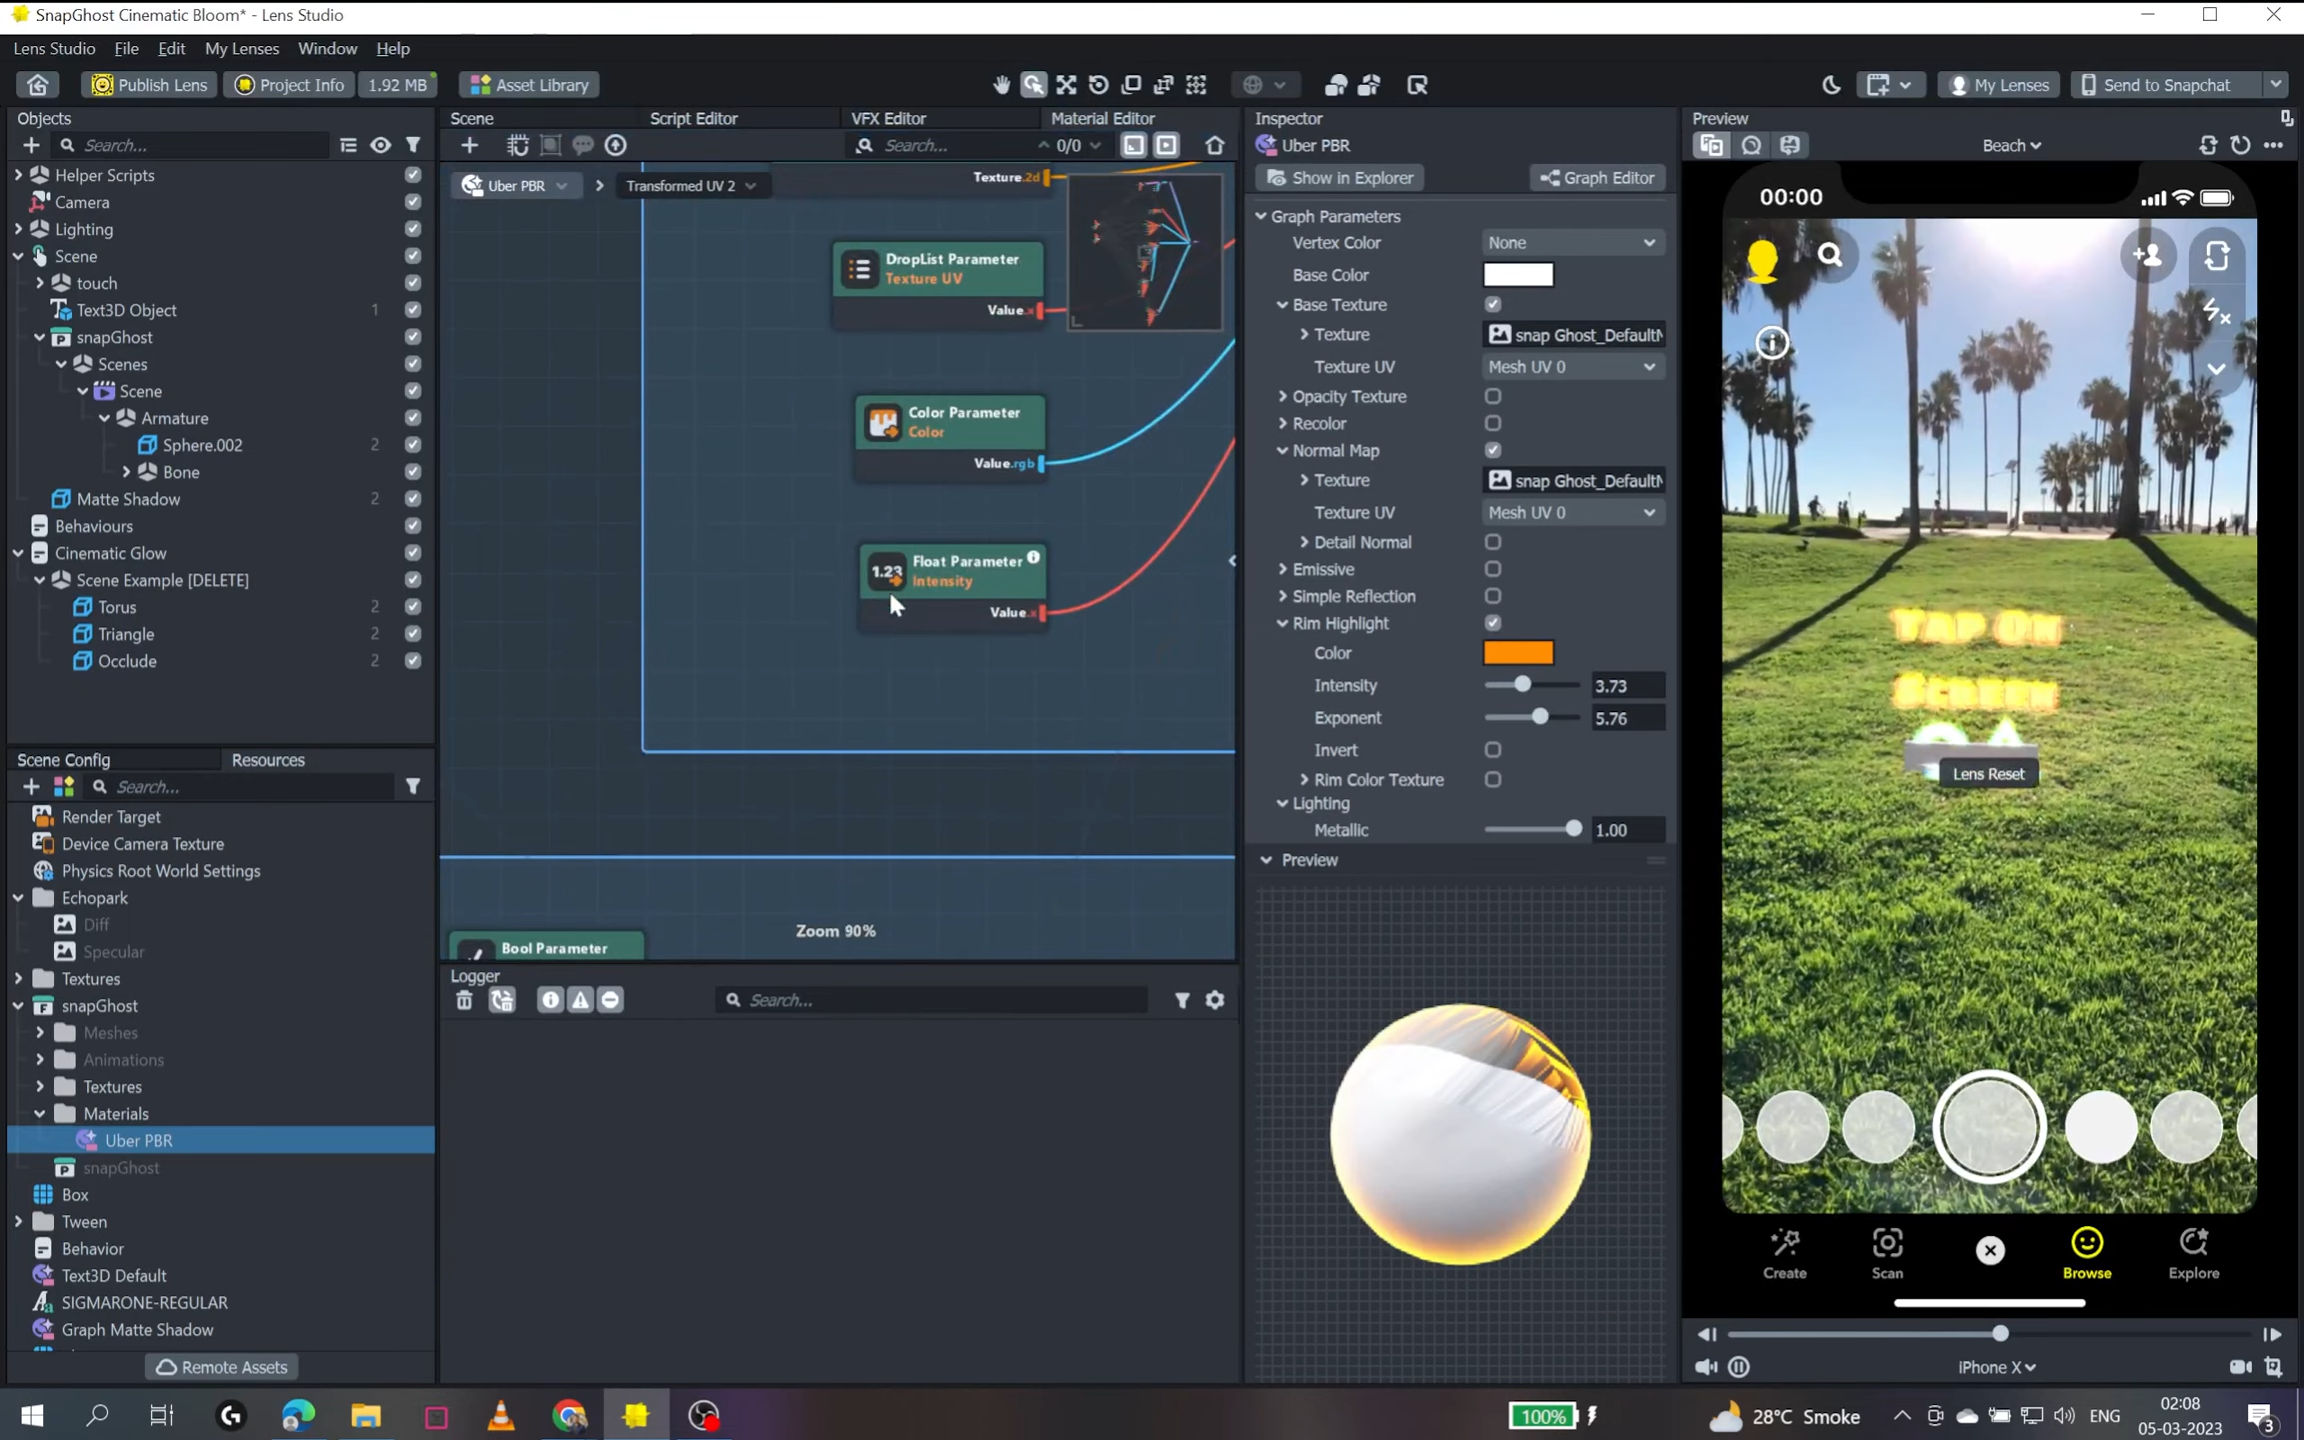 SnapGhost Cinematic Bloom* - Lens Studio
Lens Studio File Edit My Lenses Window Help
Publish Lens Project Info 1.92 MB Asset Library My Lenses Send to Snapchat
Objects
Search...
Helper Scripts
Camera
Lighting
Scene
touch
Text3D Object 1
snapGhost
Scenes
Scene
Armature
Sphere.002 2
Bone
Matte Shadow 2
Behaviours
Cinematic Glow
Scene Example [DELETE]
Torus 2
Triangle 2
Occlude 2
Scene Config Resources
Search...
Render Target
Device Camera Texture
Physics Root World Settings
Echopark
Diff
Specular
Textures
snapGhost
Meshes
Animations
Textures
Materials
Uber PBR
snapGhost
Box
Tween
Behavior
Text3D Default
SIGMARONE-REGULAR
Graph Matte Shadow
Remote Assets
Scene Script Editor VFX Editor Material Editor
Search... 0/0
Uber PBR > Transformed UV 2
Texture.2d
DropList Parameter
Texture UV
Value.x
Color Parameter
Color
Value.rgb
1.23 Float Parameter
Intensity
Value.x
Zoom 90%
Bool Parameter
Logger
Search...
Inspector
Uber PBR
Show in Explorer Graph Editor
Graph Parameters
Vertex Color None
Base Color
Base Texture
Texture snap Ghost_Default
Texture UV Mesh UV 0
Opacity Texture
Recolor
Normal Map
Texture snap Ghost_Default
Texture UV Mesh UV 0
Detail Normal
Emissive
Simple Reflection
Rim Highlight
Color
Intensity 3.73
Exponent 5.76
Invert
Rim Color Texture
Lighting
Metallic 1.00
Preview
Preview
Beach
00:00
TAP ON
SCREEN
Lens Reset
Create Scan Browse Explore
iPhone X
100% 28°C Smoke ENG 02:08
05-03-2023
3